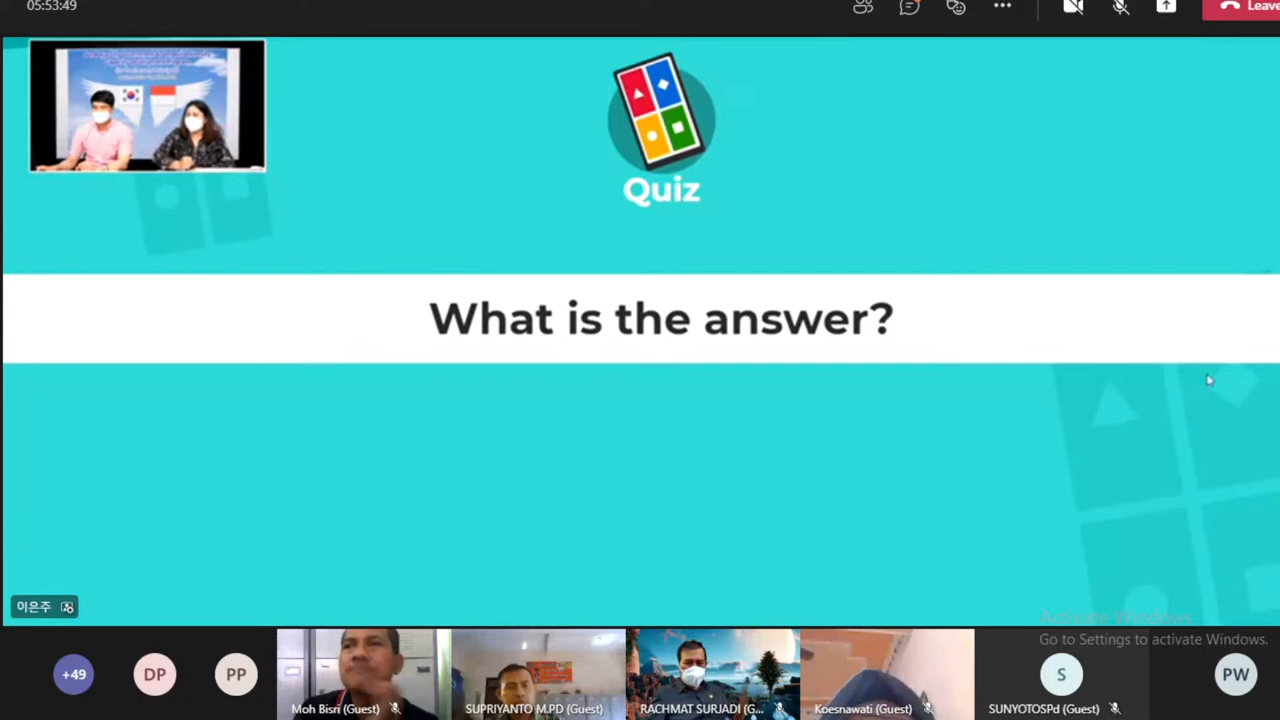 05:53:49
Leave
Quiz
What is the answer?
이은주
Activate Windows
Go to Settings to activate Windows.
+49
DP
PP
S
PW
Moh Bisri (Guest)
SUPRIYANTO M.PD (Guest)
RACHMAT SURJADI (G...
Koesnawati (Guest)
SUNYOTOSPd (Guest)